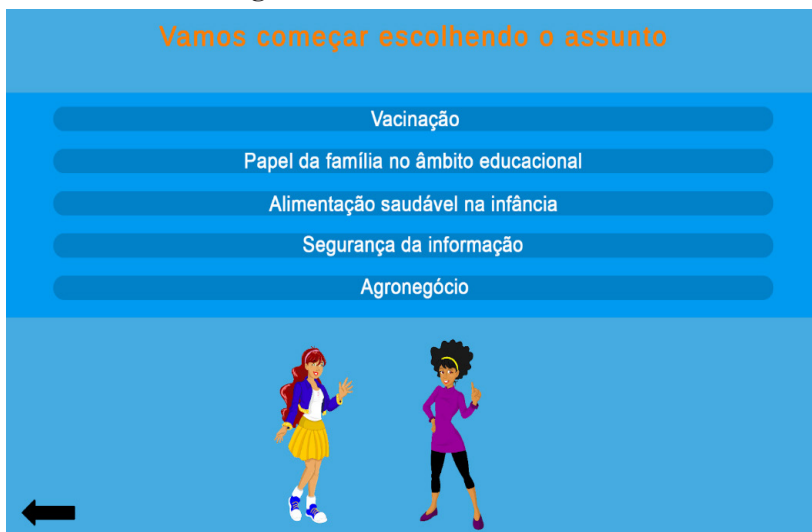 Vamos começar escolhendo o assunto
Vacinação
Papel da família no âmbito educacional
Alimentação saudável na infância
Segurança da informação
Agronegócio